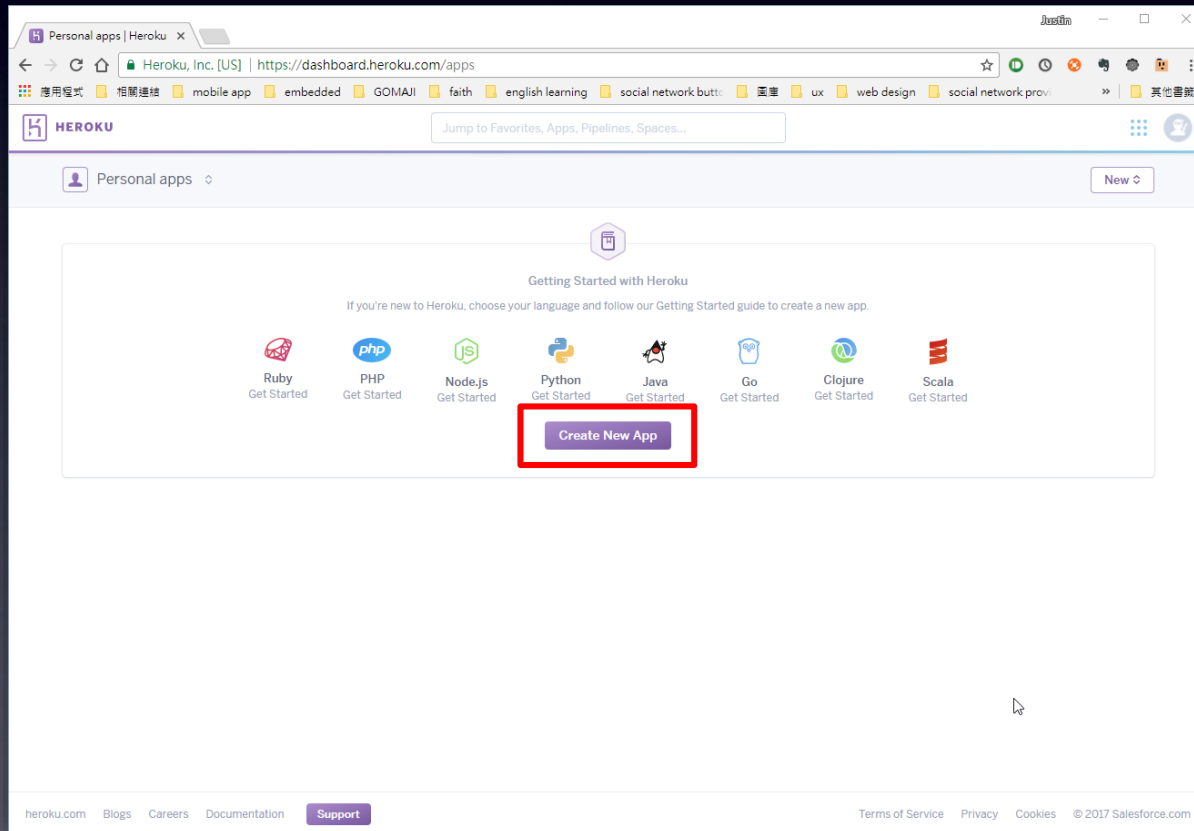 Justin
Personal apps | Heroku
Heroku, Inc. [US] | https://dashboard.heroku.com/apps
應用程式 相關連結 mobile app embedded GOMAJI faith english learning social network butto 圖庫 ux web design social network provi » 其他書籤
HEROKU
Jump to Favorites, Apps, Pipelines, Spaces...
Personal apps
New
Getting Started with Heroku
If you're new to Heroku, choose your language and follow our Getting Started guide to create a new app.
php JS
Ruby PHP Node.js Python Java Go Clojure Scala
Get Started Get Started Get Started Get Started Get Started Get Started Get Started Get Started
Create New App
heroku.com Blogs Careers Documentation Support Terms of Service Privacy Cookies © 2017 Salesforce.com